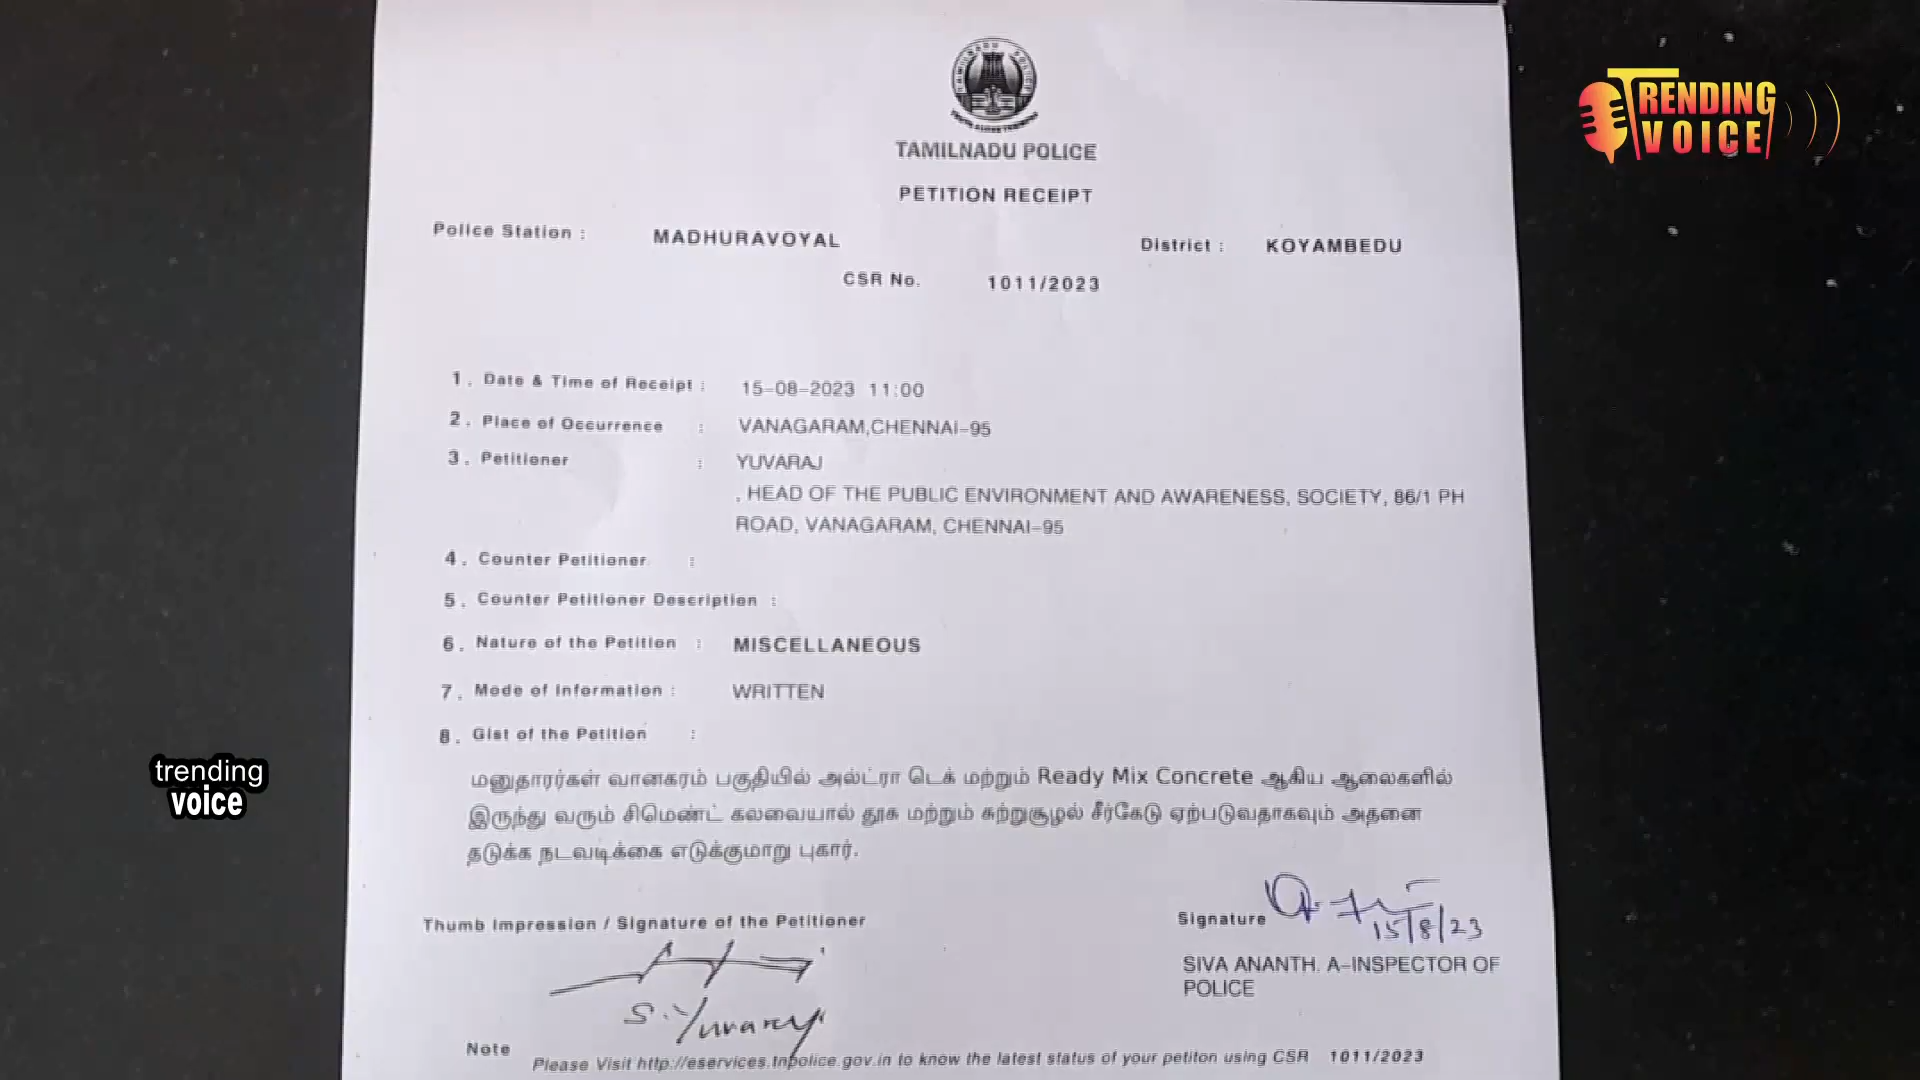 TRENDING
VOICE
TAMILNADU POLICE
PETITION RECEIPT
Police Station : MADHURAVOYAL District : KOYAMBEDU
CSR No. 1011/2023
1. Date & Time of Receipt : 15-08-2023 11:00
2. Place of Occurrence : VANAGARAM,CHENNAI-95
3. Petitioner : YUVARAJ
, HEAD OF THE PUBLIC ENVIRONMENT AND AWARENESS, SOCIETY, 86/1 PH
ROAD, VANAGARAM, CHENNAI-95
4. Counter Petitioner :
5. Counter Petitioner Description :
6. Nature of the Petition : MISCELLANEOUS
7. Mode of Information : WRITTEN
8. Gist of the Petition :
மனுதாரர்கள் வானகரம் பகுதியில் அல்ட்ரா டெக் மற்றும் Ready Mix Concrete ஆகிய ஆலைகளில்
இருந்து வரும் சிமெண்ட் கலவையால் தூசு மற்றும் சுற்றுசூழல் சீர்கேடு ஏற்படுவதாகவும் அதனை
தடுக்க நடவடிக்கை எடுக்குமாறு புகார்.
trending
voice
Thumb Impression / Signature of the Petitioner
Signature
15/8/23
SIVA ANANTH. A-INSPECTOR OF
POLICE
S. Yuvaraj
Note Please Visit http://eservices.tnpolice.gov.in to know the latest status of your petiton using CSR 1011/2023